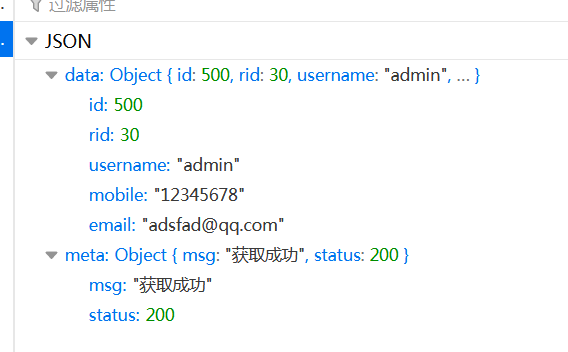 过滤属性
JSON
data: Object { id: 500, rid: 30, username: "admin", … }
id: 500
rid: 30
username: "admin"
mobile: "12345678"
email: "adsfad@qq.com"
meta: Object { msg: "获取成功", status: 200 }
msg: "获取成功"
status: 200